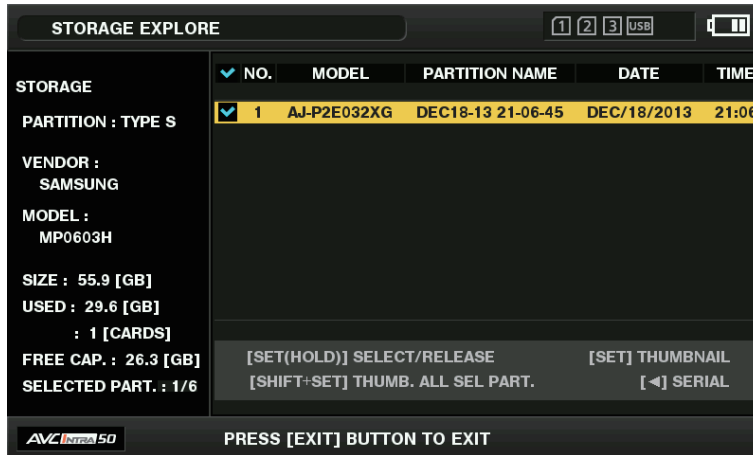 STORAGE EXPLORE
1 2 3 USB
STORAGE
PARTITION : TYPE S
VENDOR :
SAMSUNG
MODEL :
MP0603H
SIZE : 55.9 [GB]
USED : 29.6 [GB]
: 1 [CARDS]
FREE CAP. : 26.3 [GB]
SELECTED PART. : 1/6
NO. MODEL PARTITION NAME DATE TIME
1 AJ-P2E032XG DEC18-13 21-06-45 DEC/18/2013 21:06
[SET(HOLD)] SELECT/RELEASE [SET] THUMBNAIL
[SHIFT+SET] THUMB. ALL SEL PART. [◄] SERIAL
AVC INTRA 50 PRESS [EXIT] BUTTON TO EXIT